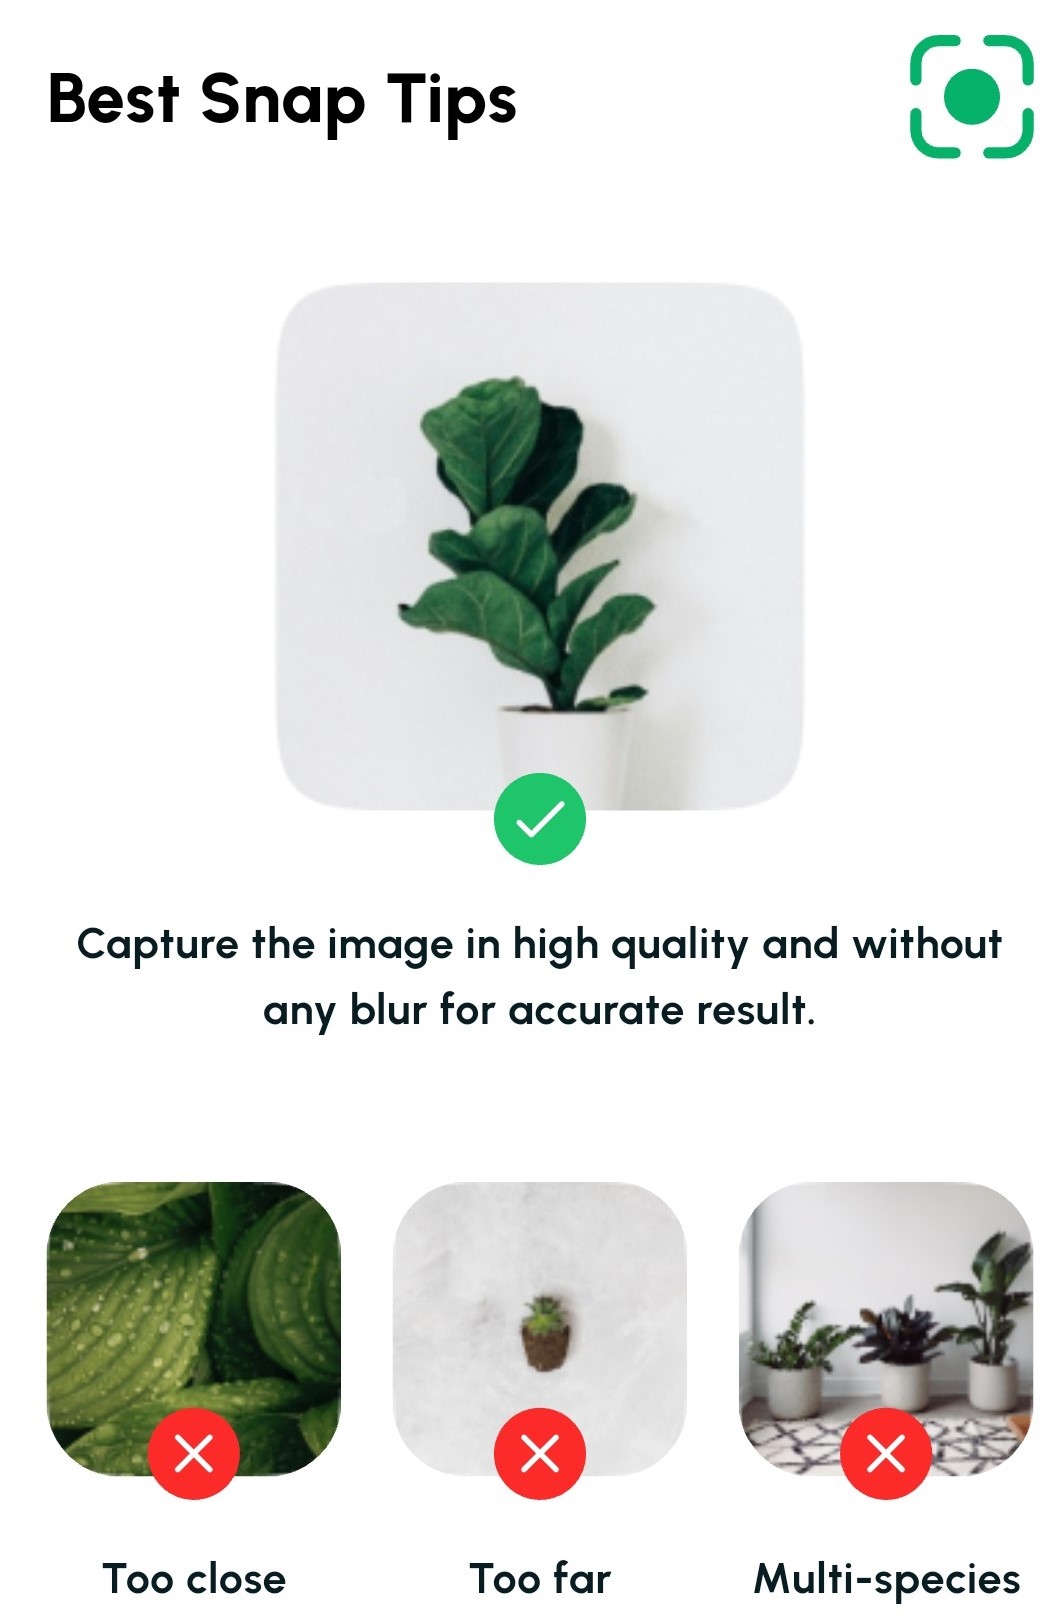 Best Snap Tips
Capture the image in high quality and without
any blur for accurate result.
Too close
Too far
Multi-species